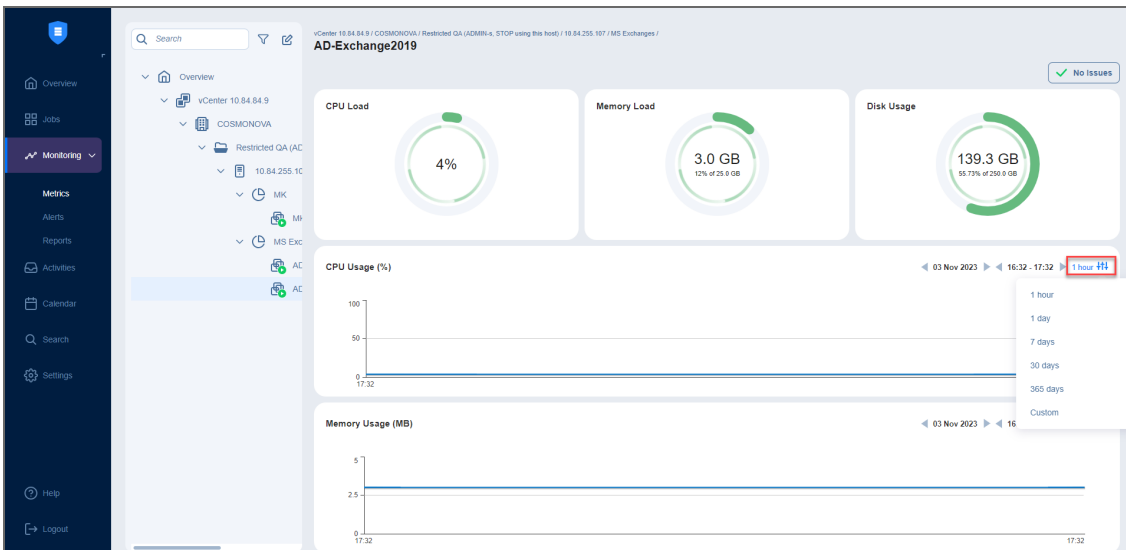 Overview
Jobs
Monitoring
Metrics
Alerts
Reports
Activities
Calendar
Search
Settings
Help
Logout
Search
Overview
vCenter 10.84.84.9
COSMONOVA
Restricted QA (AD
10.84.255.10
MK
MH
MS Exc
AD
AD
vCenter 10.84.84.9 / COSMONOVA / Restricted QA (ADMIN-s, STOP using this host) / 10.84.255.107 / MS Exchanges /
AD-Exchange2019
No Issues
CPU Load
4%
Memory Load
3.0 GB
12% of 25.0 GB
Disk Usage
139.3 GB
55.73% of 250.0 GB
CPU Usage (%)
03 Nov 2023 16:32 - 17:32 1 hour
1 hour
1 day
7 days
30 days
365 days
Custom
100
50
0
17:32
Memory Usage (MB)
03 Nov 2023 16
5
2.5
0
17:32 17:32